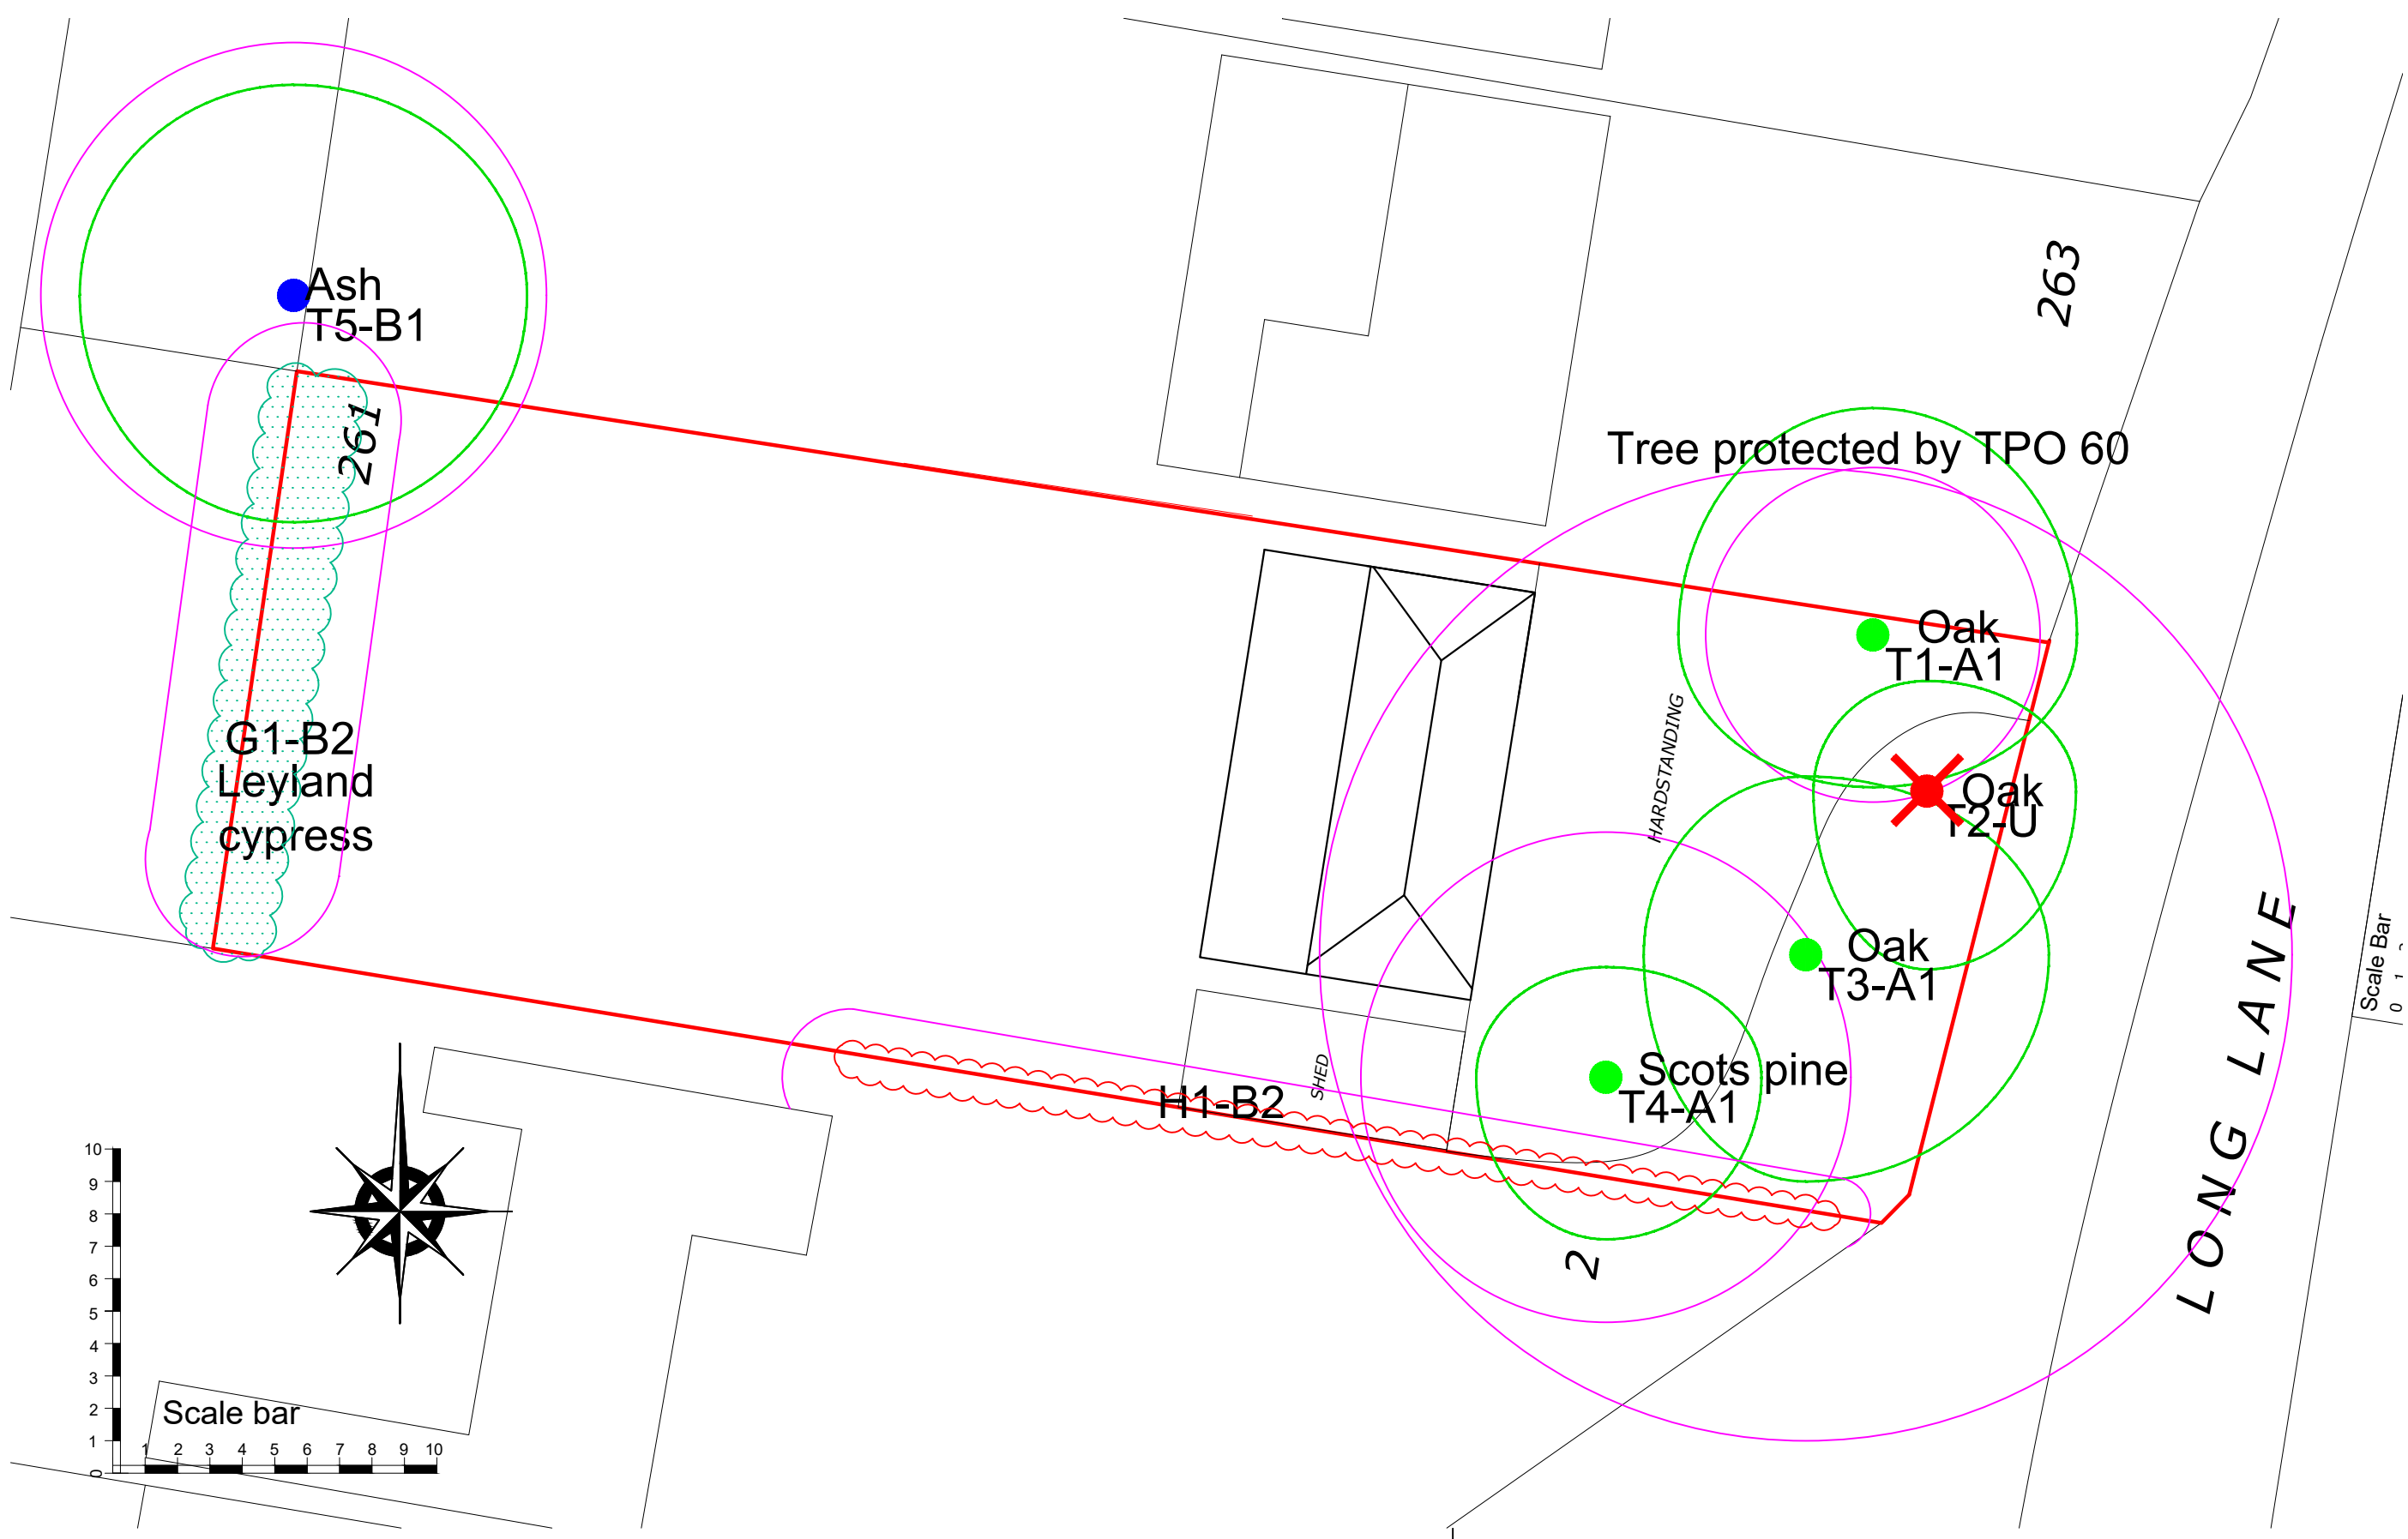 263
Ash
T5-B1
261
Tree protected by TPO 60
Oak
T1-A1
HARDSTANDING
G1-B2
Leyland
cypress
Oak
T2-U
Oak
T3-A1
LONG LANE
Scale Bar
0 1
Scots pine
T4-A1
SHED
H1-B2
2
10
9
8
7
6
5
4
3
2
1
0
Scale bar
1 2 3 4 5 6 7 8 9 10